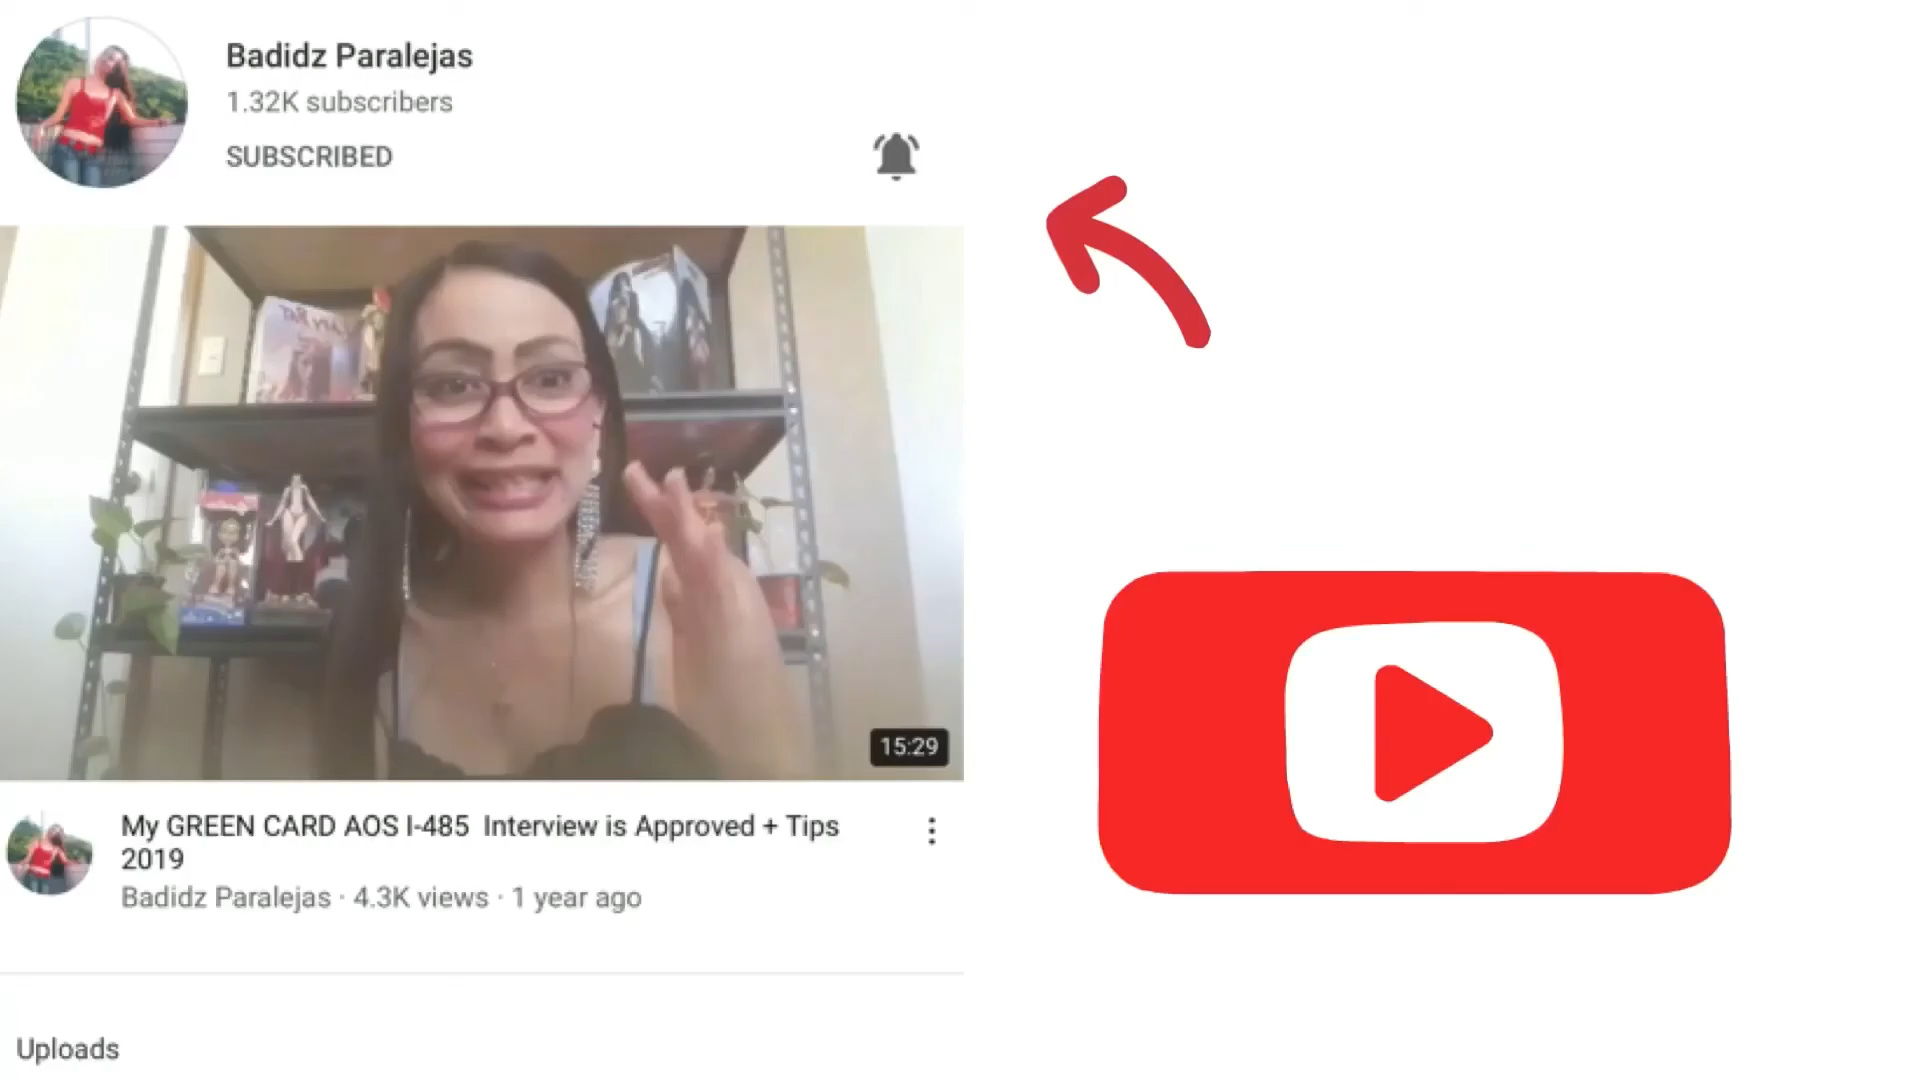 Badidz Paralejas
1.32K subscribers
SUBSCRIBED
15:29
My GREEN CARD AOS I-485 Interview is Approved + Tips
2019
Badidz Paralejas · 4.3K views · 1 year ago
Uploads